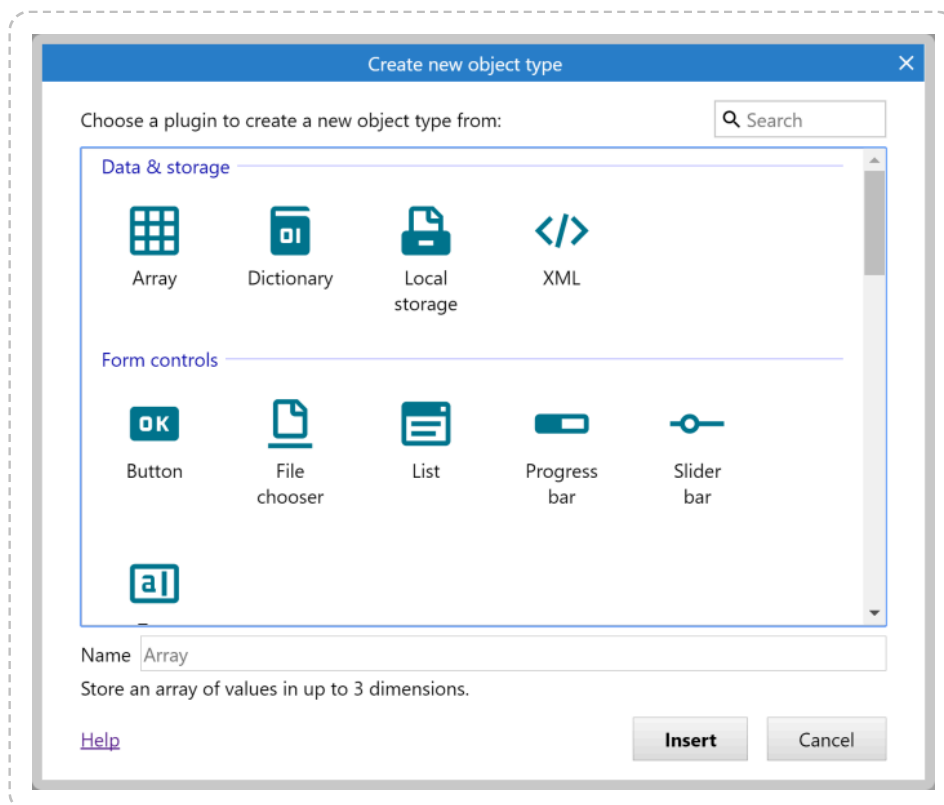 Create new object type
Choose a plugin to create a new object type from:
Search
Data & storage
Array
Dictionary
Local
storage
XML
Form controls
OK
Button
File
chooser
List
Progress
bar
Slider
bar
a
Name Array
Store an array of values in up to 3 dimensions.
Help
Insert
Cancel